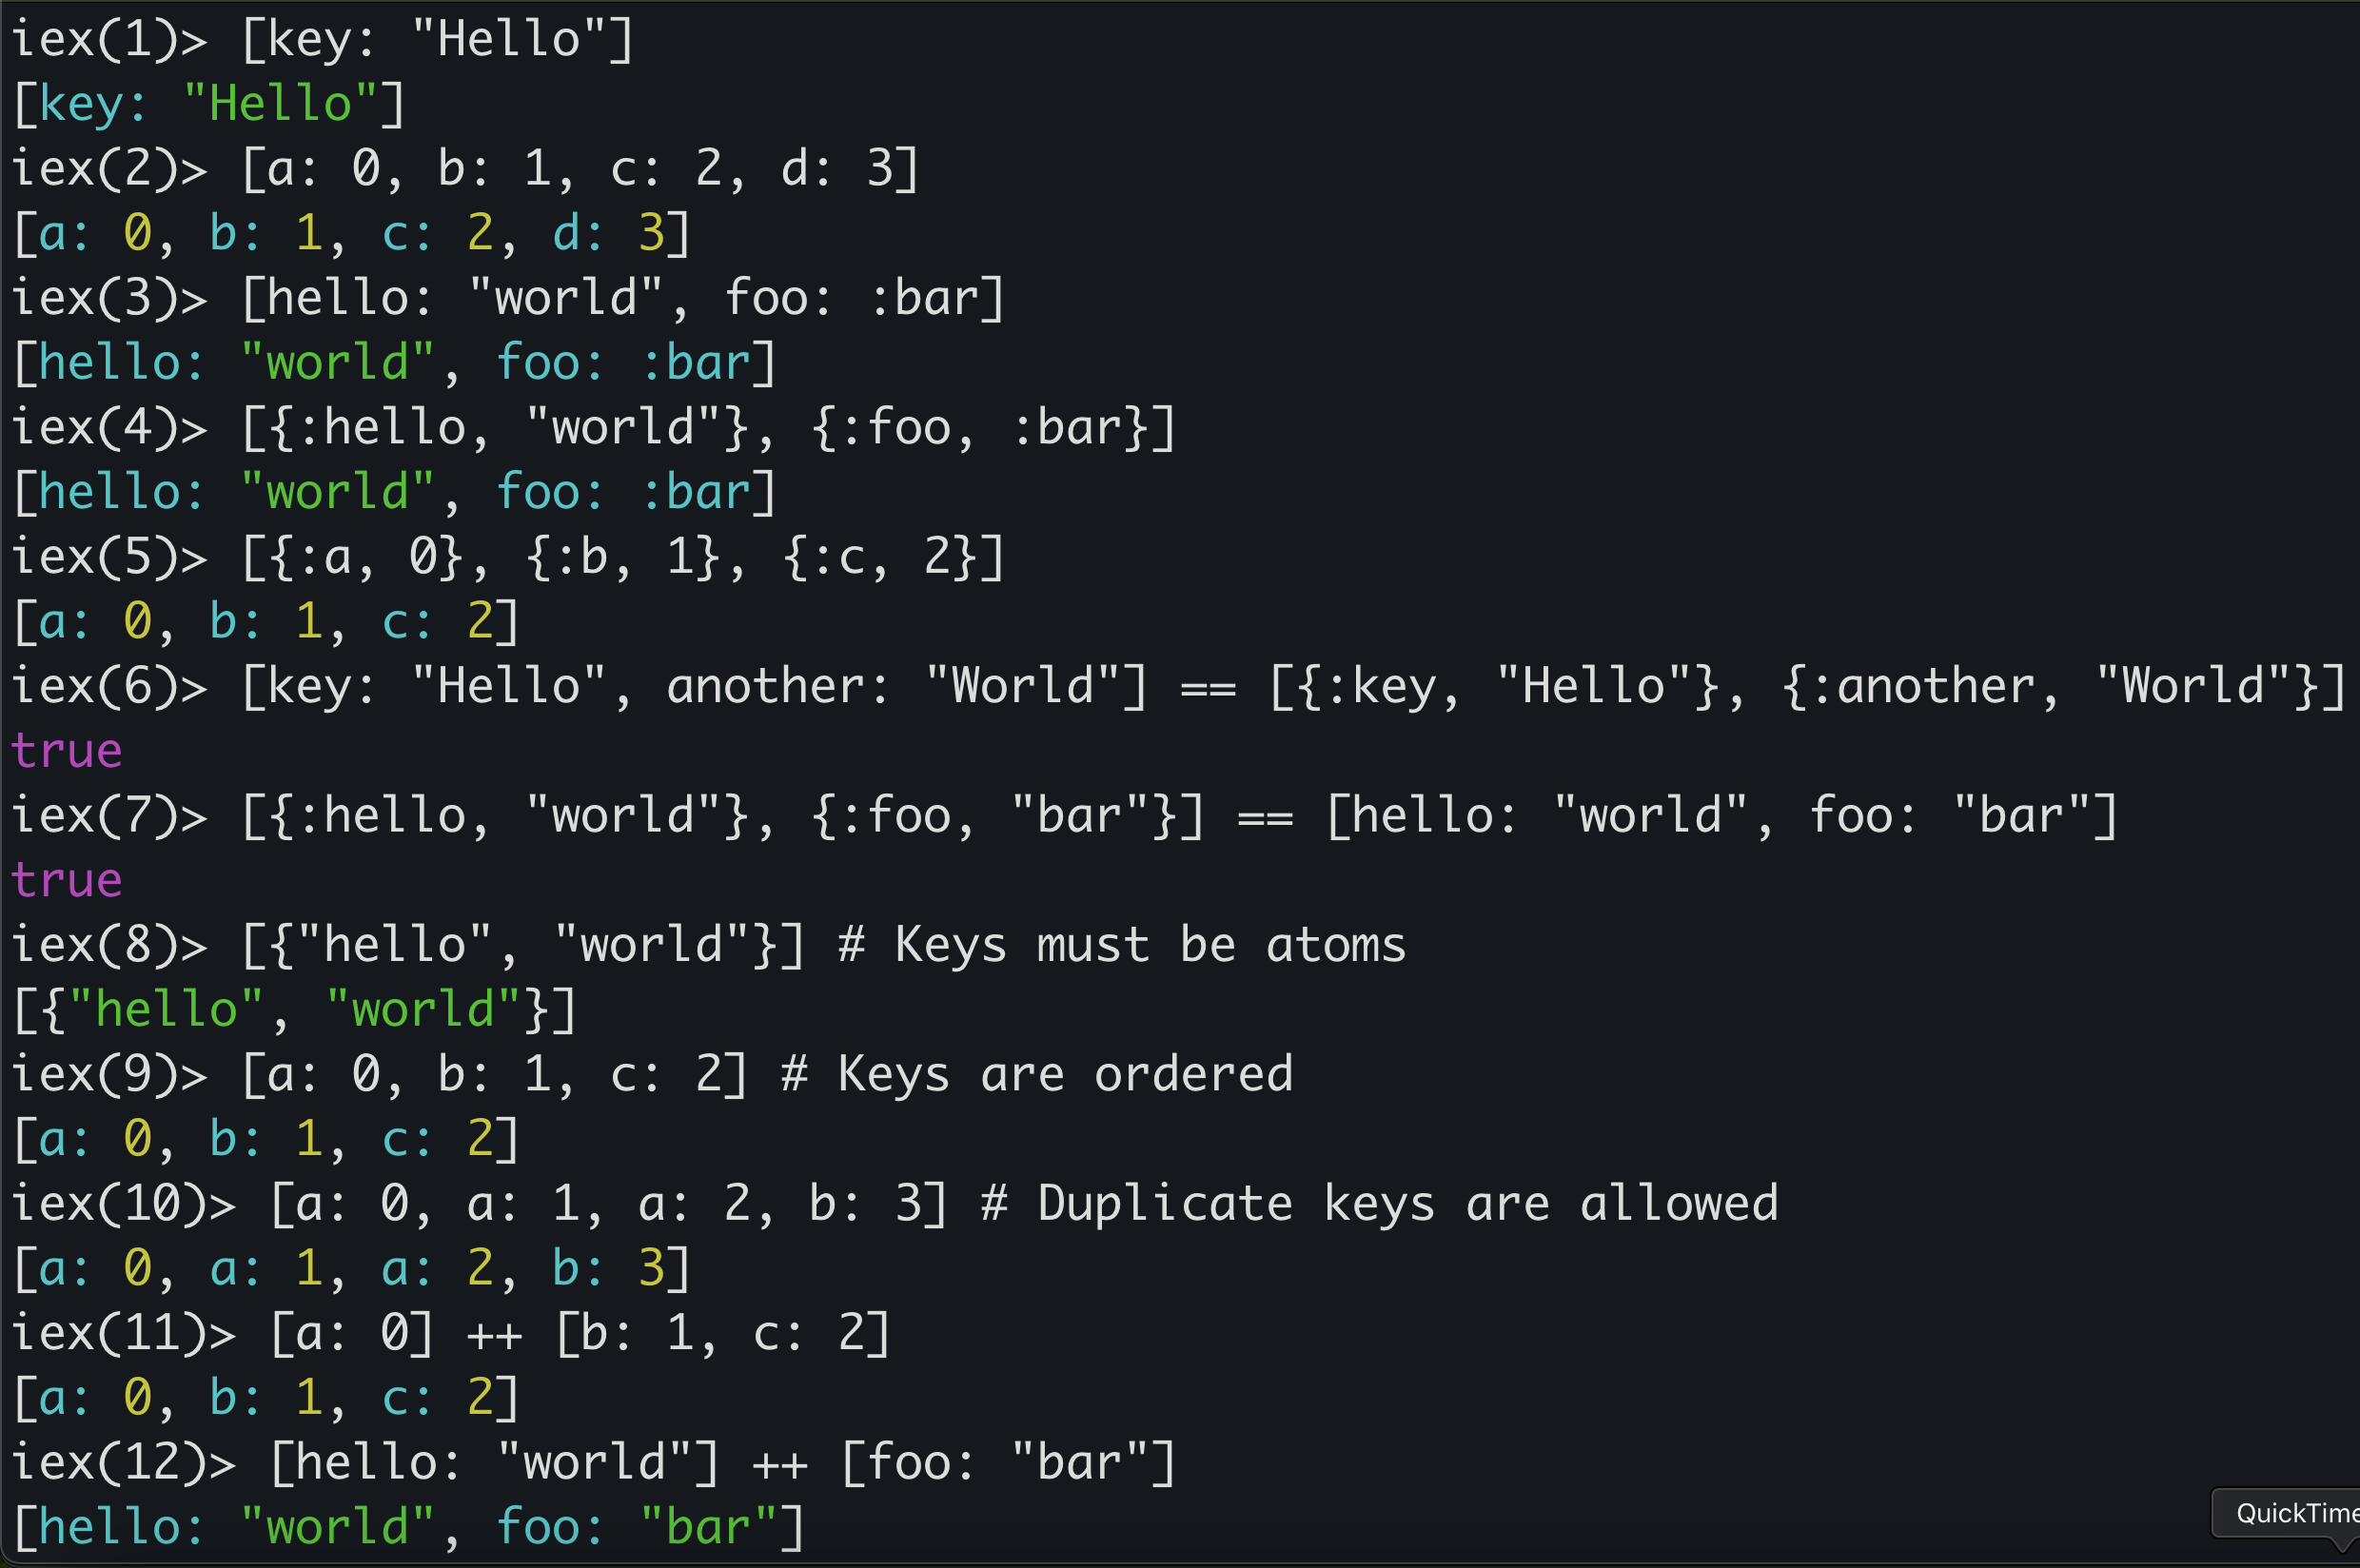 iex(1)> [key: "Hello"]
[key: "Hello"]
iex(2)> [a: 0, b: 1, c: 2, d: 3]
[a: 0, b: 1, c: 2, d: 3]
iex(3)> [hello: "world", foo: :bar]
[hello: "world", foo: :bar]
iex(4)> [{:hello, "world"}, {:foo, :bar}]
[hello: "world", foo: :bar]
iex(5)> [{:a, 0}, {:b, 1}, {:c, 2}]
[a: 0, b: 1, c: 2]
iex(6)> [key: "Hello", another: "World"] == [{:key, "Hello"}, {:another, "World"}]
true
iex(7)> [{:hello, "world"}, {:foo, "bar"}] == [hello: "world", foo: "bar"]
true
iex(8)> [{"hello", "world"}] # Keys must be atoms
[{"hello", "world"}]
iex(9)> [a: 0, b: 1, c: 2] # Keys are ordered
[a: 0, b: 1, c: 2]
iex(10)> [a: 0, a: 1, a: 2, b: 3] # Duplicate keys are allowed
[a: 0, a: 1, a: 2, b: 3]
iex(11)> [a: 0] ++ [b: 1, c: 2]
[a: 0, b: 1, c: 2]
iex(12)> [hello: "world"] ++ [foo: "bar"]
[hello: "world", foo: "bar"]
QuickTime